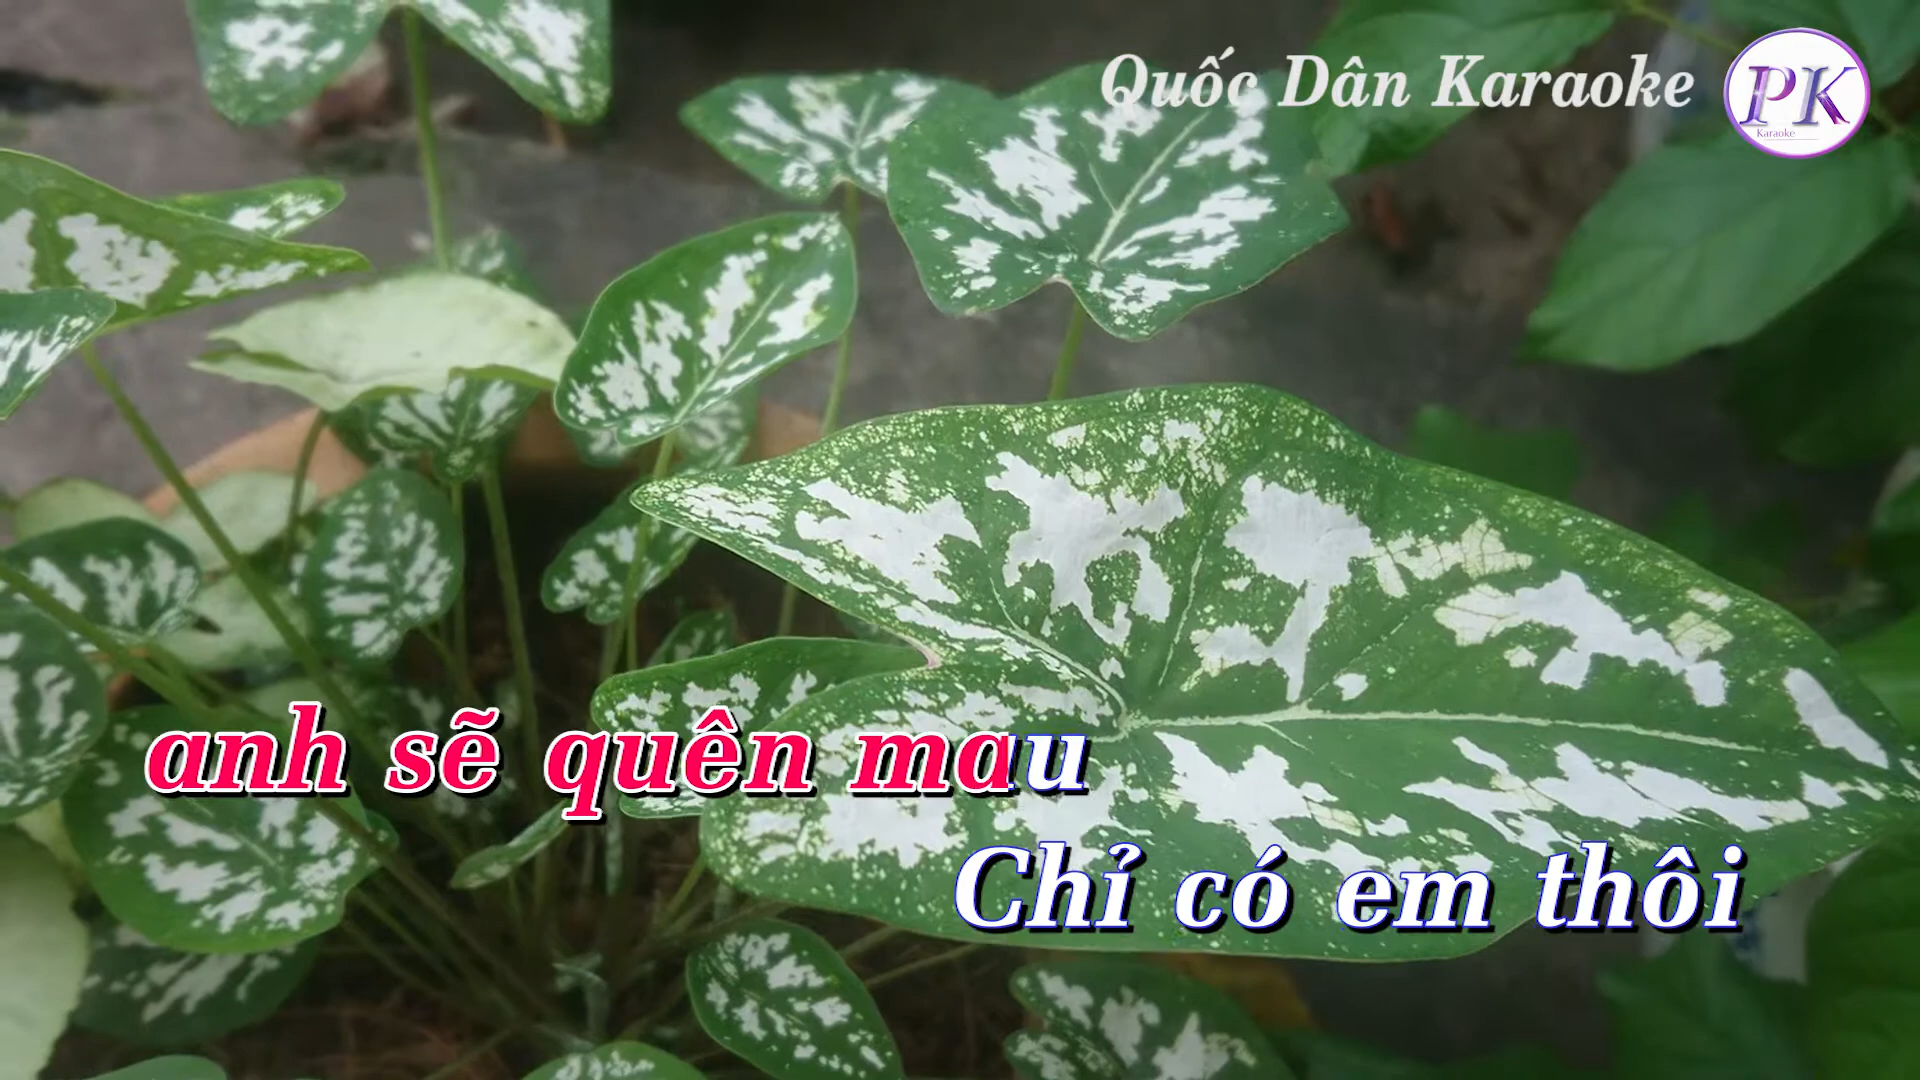 Quốc Dân Karaoke
PK
Karaoke
anh sẽ quên mau
Chỉ có em thôi